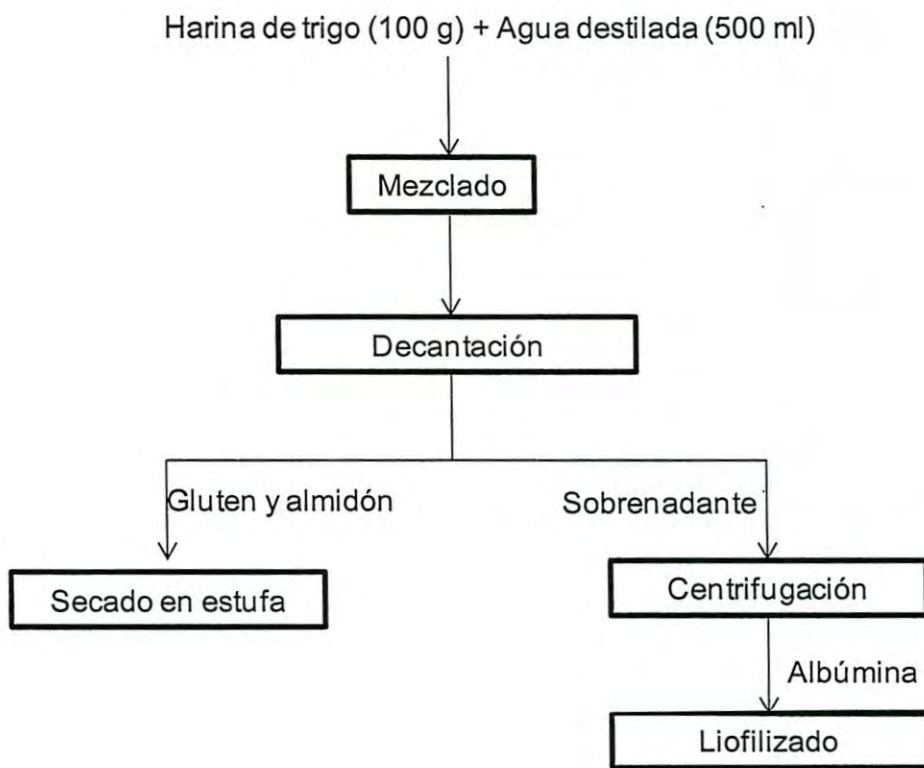 Harina de trigo (100 g) + Agua destilada (500 ml)
Mezclado
Decantación
Gluten y almidón
Sobrenadante
Secado en estufa
Centrifugación
Albúmina
Liofilizado